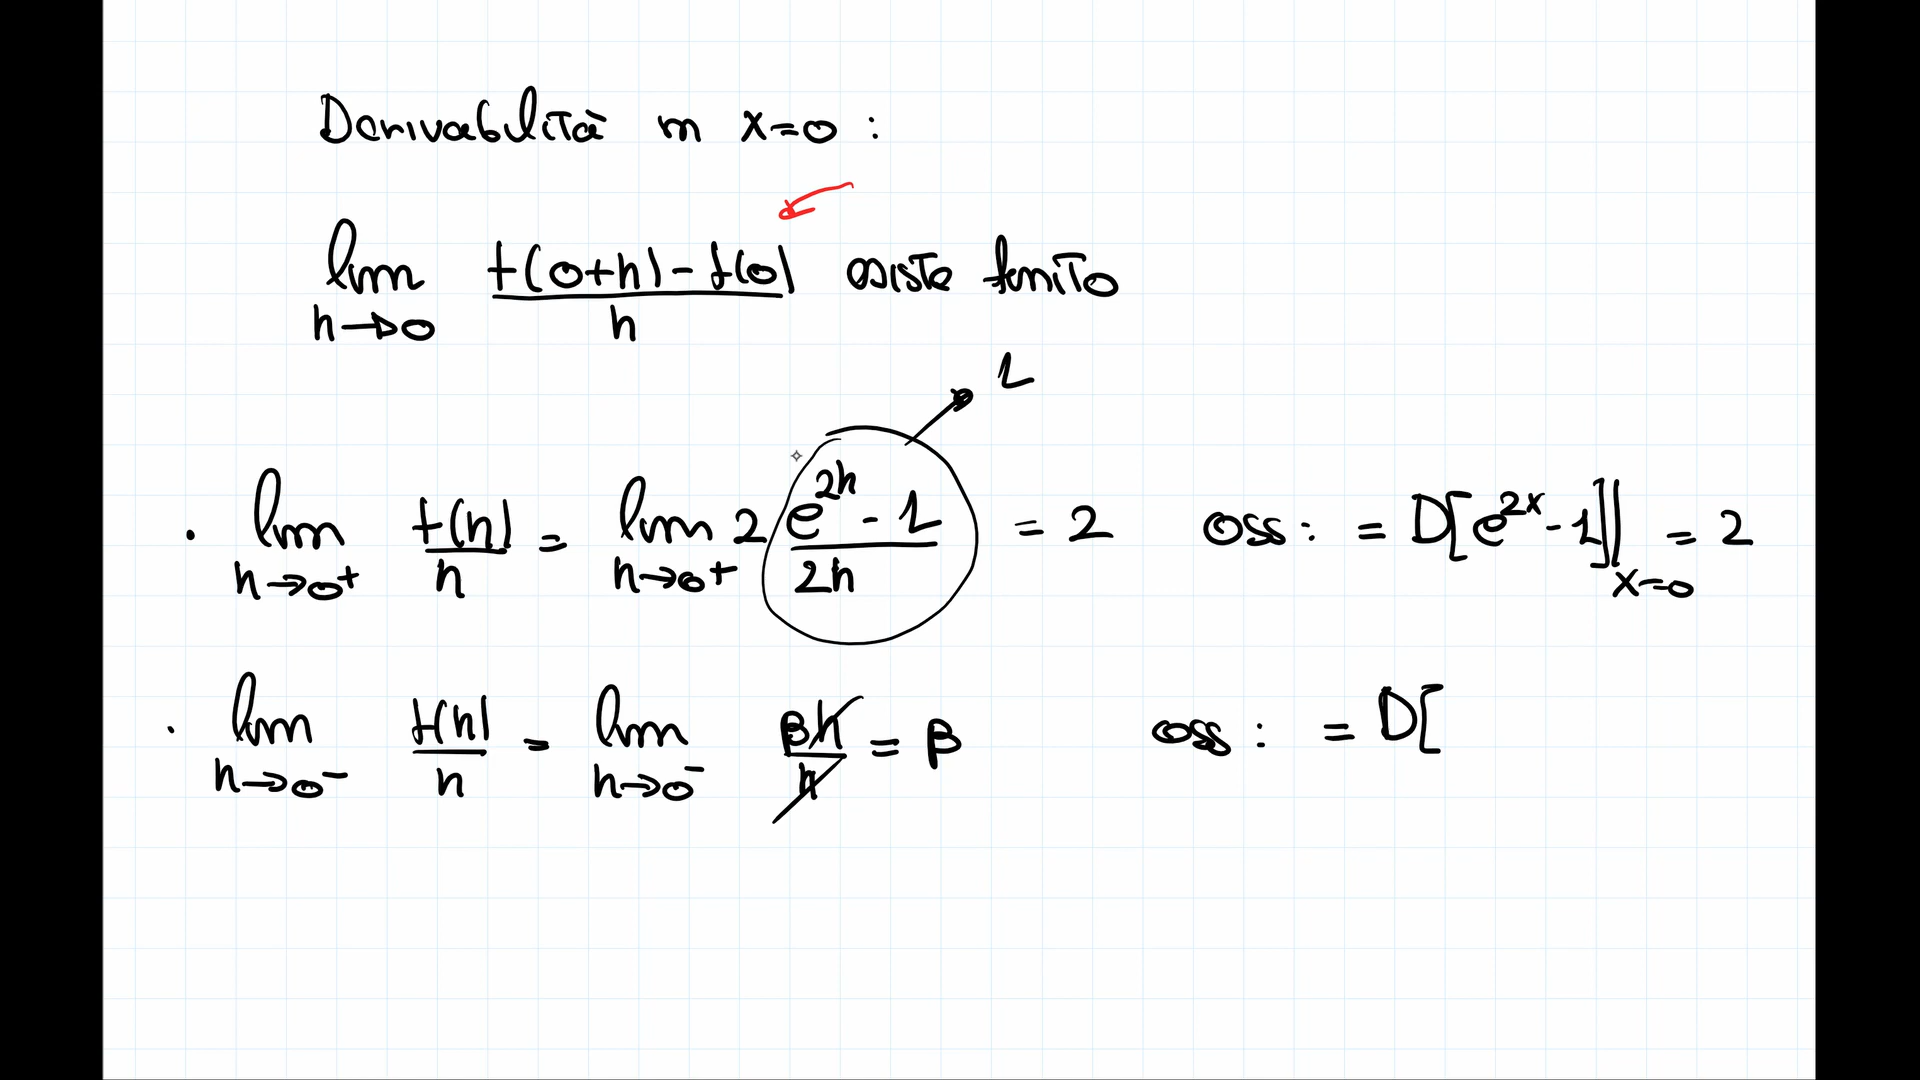 Derivabilità in x=0 :
lim h→0 f(0+h) - f(0) / h esiste finito
1
· lim h→0⁺ f(h)/h = lim h→0⁺ 2 (e^{2h} - 1)/2h = 2 oss : = D[e^{2x} - 1]|_{x=0} = 2
· lim h→0⁻ f(h)/h = lim h→0⁻ βh/h = β oss : = D[